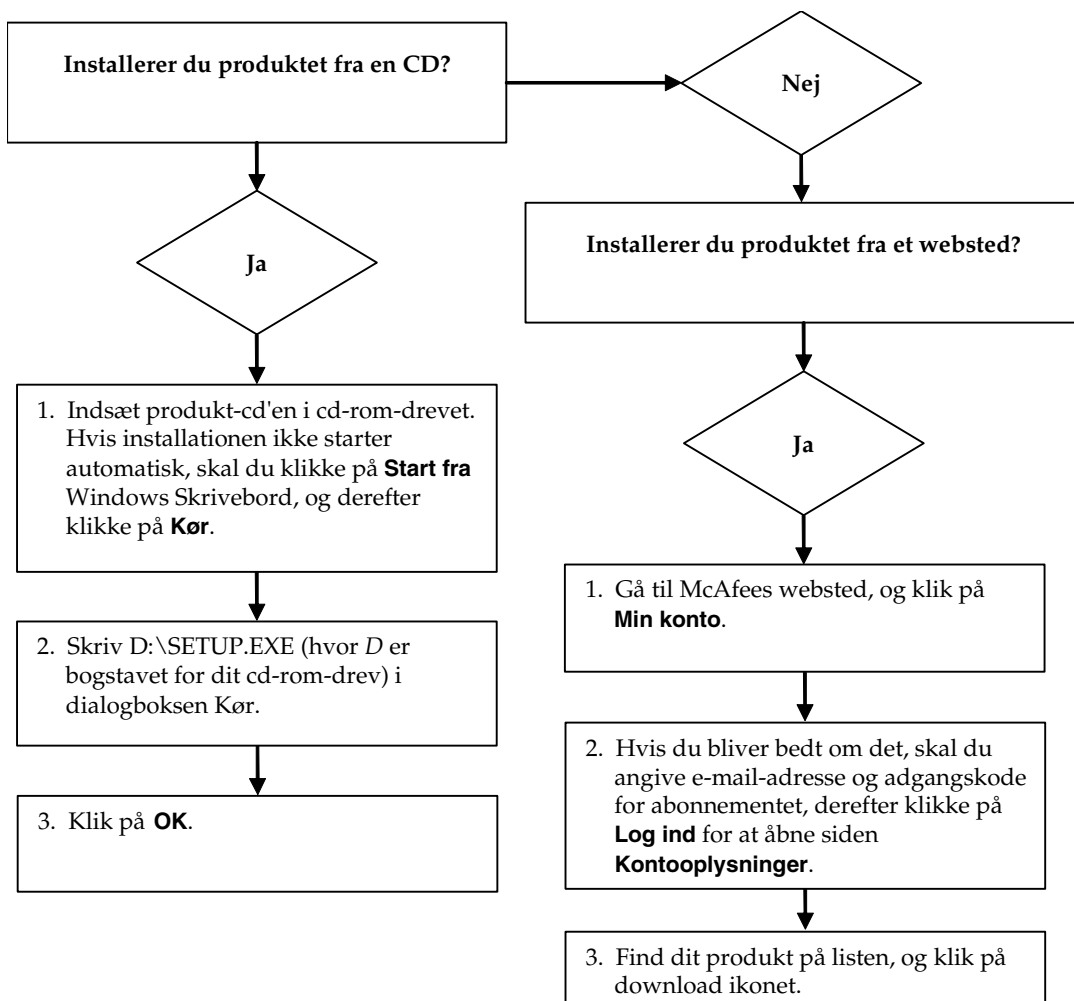 Installerer du produktet fra en CD?
Nej
Ja
Installerer du produktet fra et websted?
Ja
1. Indsæt produkt-cd'en i cd-rom-drevet.
Hvis installationen ikke starter
automatisk, skal du klikke på Start fra
Windows Skrivebord, og derefter
klikke på Kør.
2. Skriv D:\SETUP.EXE (hvor D er
bogstavet for dit cd-rom-drev) i
dialogboksen Kør.
3. Klik på OK.
1. Gå til McAfees websted, og klik på
Min konto.
2. Hvis du bliver bedt om det, skal du
angive e-mail-adresse og adgangskode
for abonnementet, derefter klikke på
Log ind for at åbne siden
Kontooplysninger.
3. Find dit produkt på listen, og klik på
download ikonet.